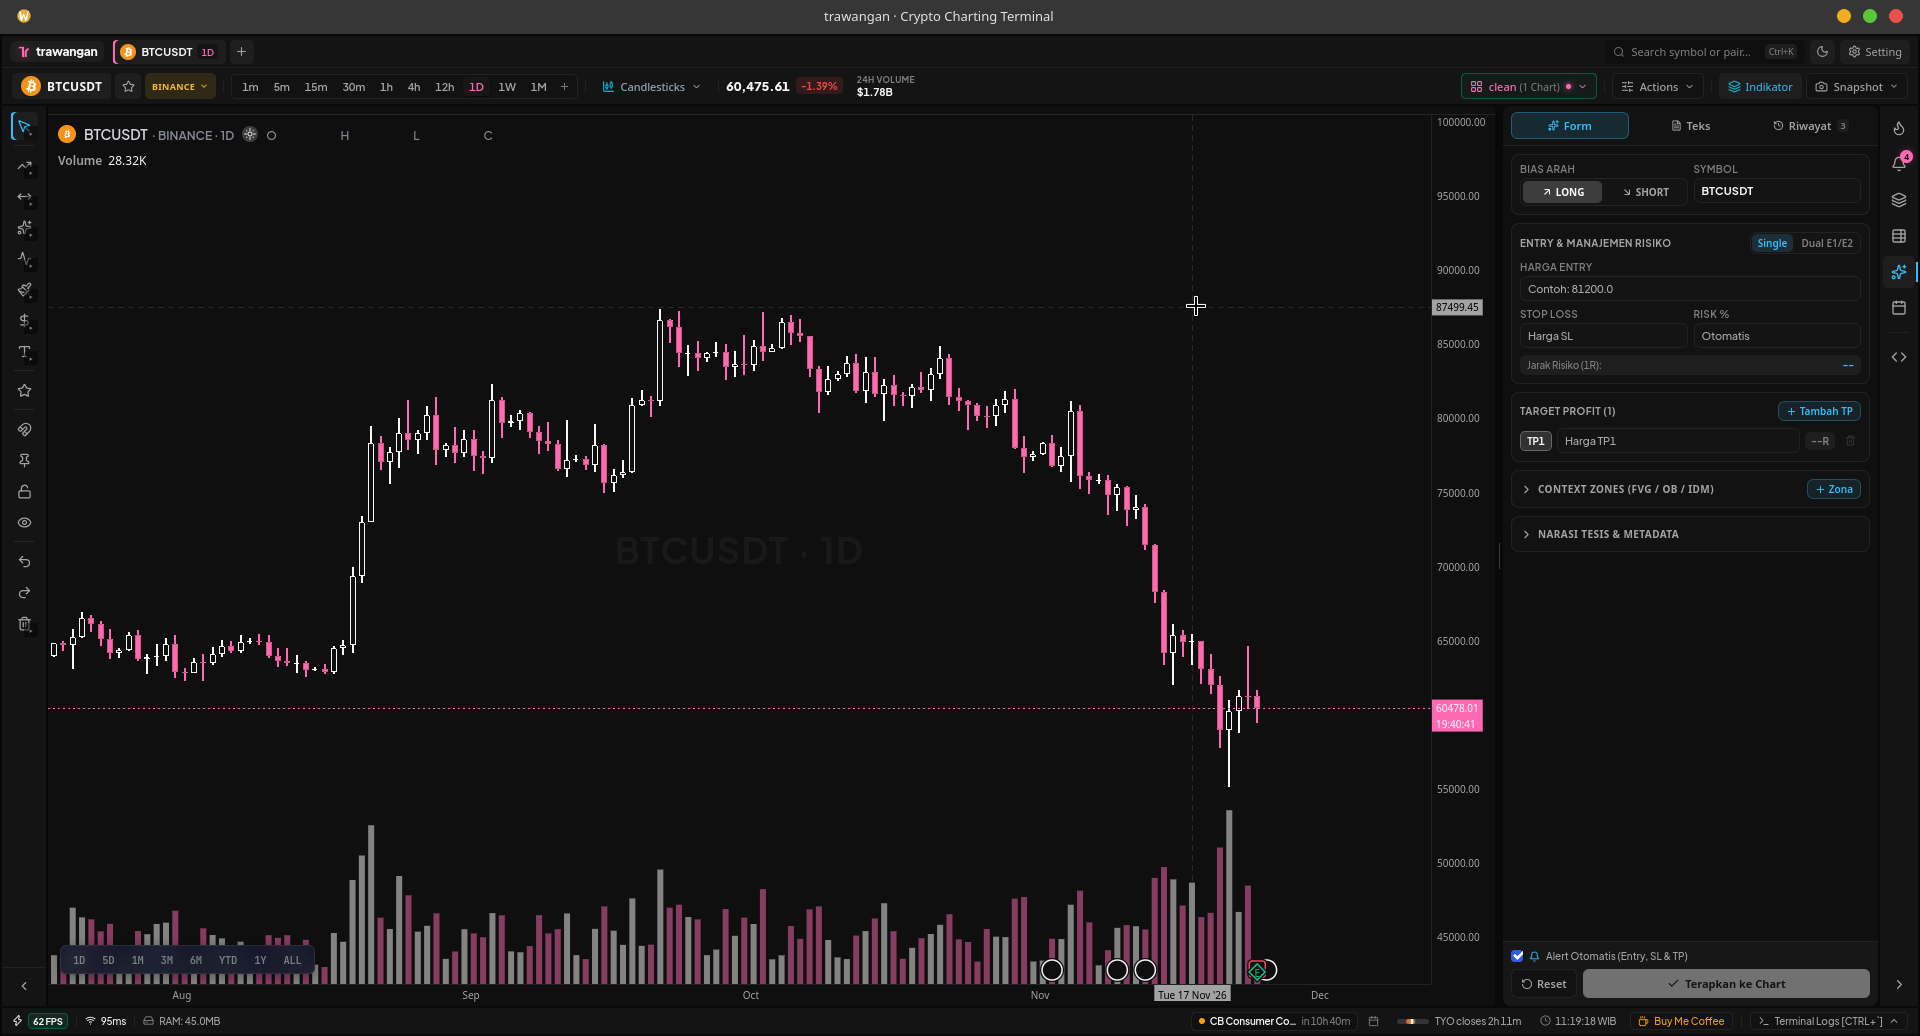 trawangan · Crypto Charting Terminal
trawangan BTCUSDT 1D + Search symbol or pair... Ctrl+K Setting
BTCUSDT BINANCE 1m 5m 15m 30m 1h 4h 12h 1D 1W 1M + Candlesticks 60,475.61 -1.39% 24H VOLUME
$1.78B
clean (1 Chart) Actions Indikator Snapshot
BTCUSDT · BINANCE · 1D O H L C
Volume 28.32K
BTCUSDT · 1D
100000.00
95000.00
90000.00
87499.45
85000.00
80000.00
75000.00
70000.00
65000.00
60478.01
19:40:41
55000.00
50000.00
45000.00
1D 5D 1M 3M 6M YTD 1Y ALL
Aug Sep Oct Nov Tue 17 Nov '26 Dec
Form Teks Riwayat 3
BIAS ARAH SYMBOL
LONG SHORT BTCUSDT
ENTRY & MANAJEMEN RISIKO Single Dual E1/E2
HARGA ENTRY
Contoh: 81200.0
STOP LOSS RISK %
Harga SL Otomatis
Jarak Risiko (1R): --
TARGET PROFIT (1) + Tambah TP
TP1 Harga TP1 --R
CONTEXT ZONES (FVG / OB / IDM) + Zona
NARASI TESIS & METADATA
Alert Otomatis (Entry, SL & TP)
Reset Terapkan ke Chart
4
62 FPS 95ms RAM: 45.0MB CB Consumer Co... in 10h 40m TYO closes 2h 11m 11:19:18 WIB Buy Me Coffee Terminal Logs [CTRL+`]